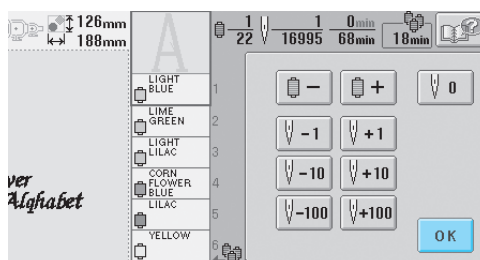 126mm
188mm
A
1 1 0min
22 16995 68min 18min
LIGHT
BLUE 1
LIME
GREEN 2
LIGHT
LILAC 3
CORN
FLOWER
BLUE 4
LILAC 5
YELLOW 6
ver
Alphabet
− + 0
-1 +1
-10 +10
-100 +100
OK